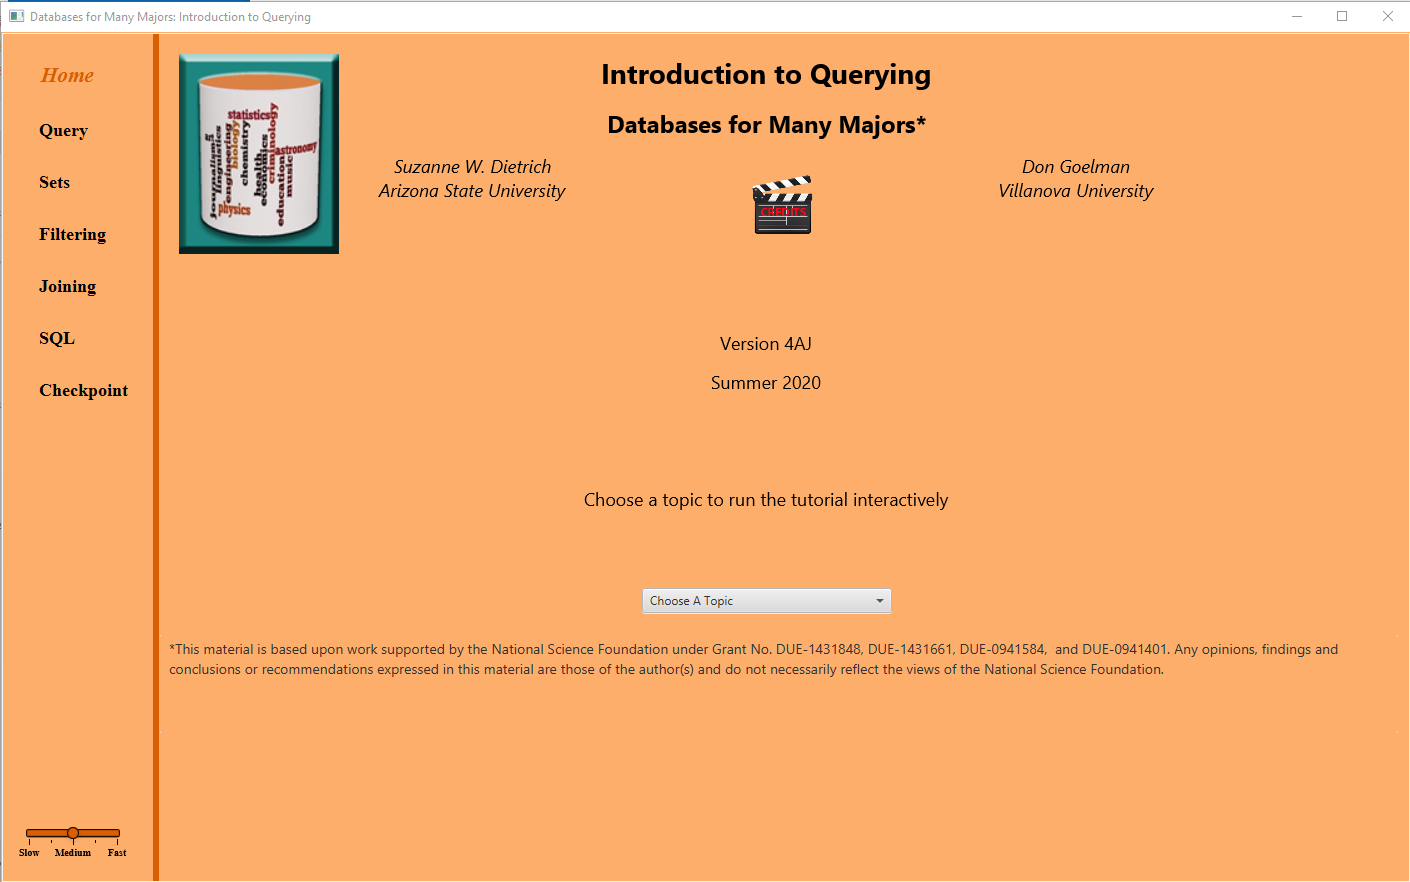 Databases for Many Majors: Introduction to Querying
Home
Query
Sets
Filtering
Joining
SQL
Checkpoint
Slow Medium Fast
statistics
journalism
linguistics
engineering
biology
chemistry
health
economics
criminology
astronomy
education
music
physics
Introduction to Querying
Databases for Many Majors*
Suzanne W. Dietrich
Arizona State University
CREDITS
Don Goelman
Villanova University
Version 4AJ
Summer 2020
Choose a topic to run the tutorial interactively
Choose A Topic
*This material is based upon work supported by the National Science Foundation under Grant No. DUE-1431848, DUE-1431661, DUE-0941584,  and DUE-0941401. Any opinions, findings and
conclusions or recommendations expressed in this material are those of the author(s) and do not necessarily reflect the views of the National Science Foundation.